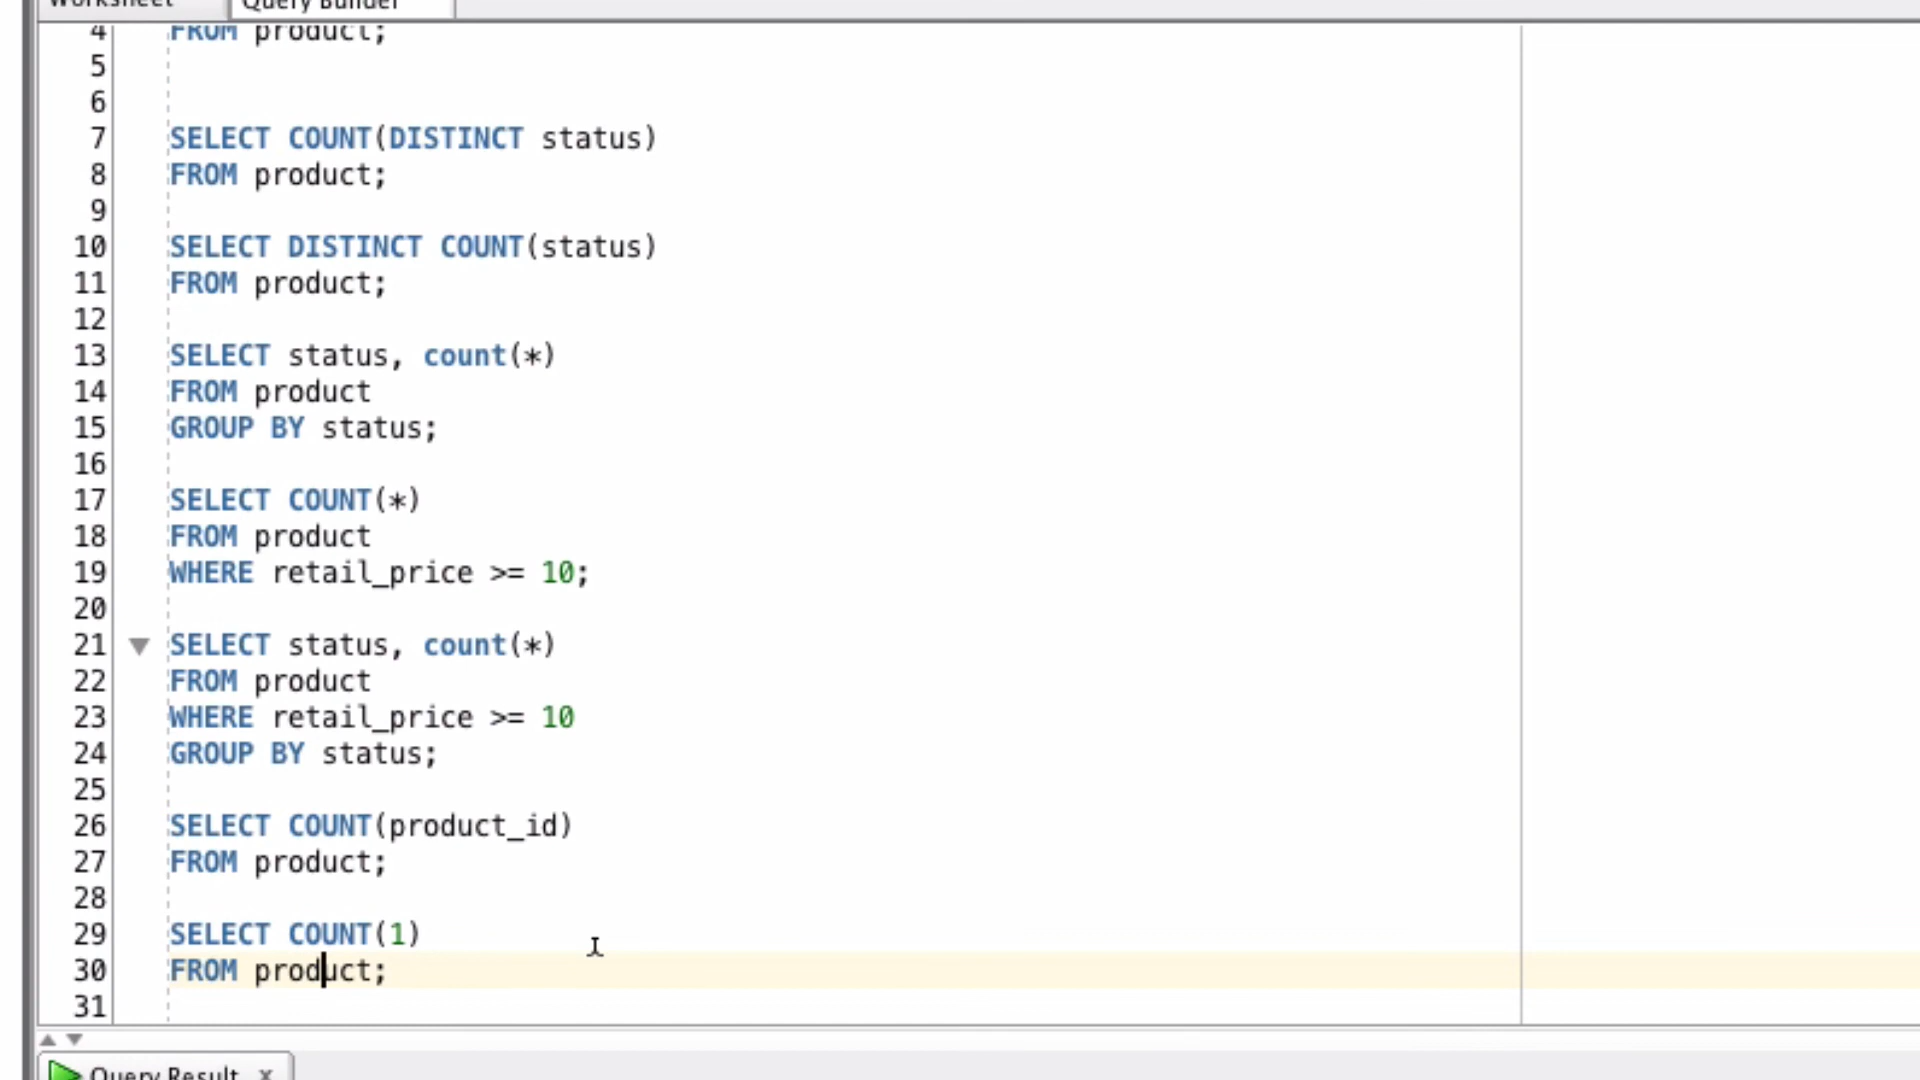 Worksheet Query Builder
4 FROM product;
5
6
7 SELECT COUNT(DISTINCT status)
8 FROM product;
9
10 SELECT DISTINCT COUNT(status)
11 FROM product;
12
13 SELECT status, count(*)
14 FROM product
15 GROUP BY status;
16
17 SELECT COUNT(*)
18 FROM product
19 WHERE retail_price >= 10;
20
21 SELECT status, count(*)
22 FROM product
23 WHERE retail_price >= 10
24 GROUP BY status;
25
26 SELECT COUNT(product_id)
27 FROM product;
28
29 SELECT COUNT(1)
30 FROM product;
31
Query Result x